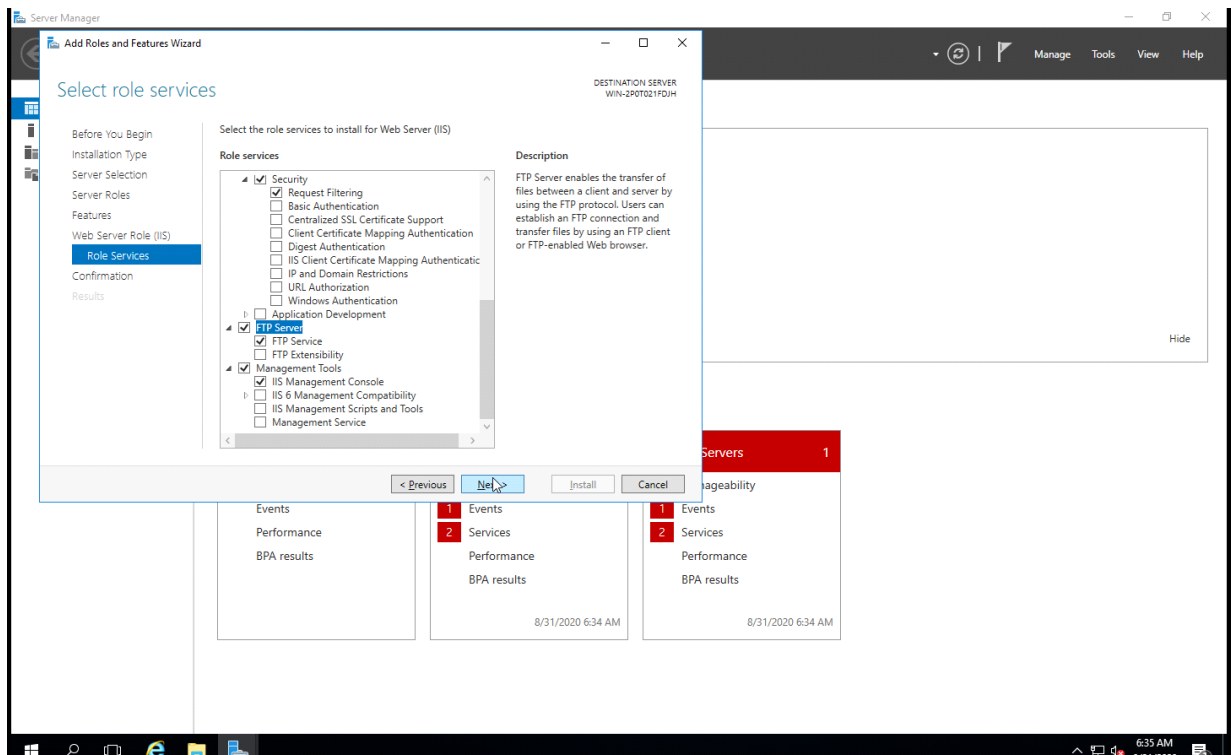 Server Manager
Add Roles and Features Wizard
Manage Tools View Help
Select role services
DESTINATION SERVER
WIN-2P0T021FDJH
Before You Begin
Installation Type
Server Selection
Server Roles
Features
Web Server Role (IIS)
Role Services
Confirmation
Results
Select the role services to install for Web Server (IIS)
Role services
Security
Request Filtering
Basic Authentication
Centralized SSL Certificate Support
Client Certificate Mapping Authentication
Digest Authentication
IIS Client Certificate Mapping Authenticatic
IP and Domain Restrictions
URL Authorization
Windows Authentication
Application Development
FTP Server
FTP Service
FTP Extensibility
Management Tools
IIS Management Console
IIS 6 Management Compatibility
IIS Management Scripts and Tools
Management Service
Description
FTP Server enables the transfer of
files between a client and server by
using the FTP protocol. Users can
establish an FTP connection and
transfer files by using an FTP client
or FTP-enabled Web browser.
< Previous Install Cancel
Hide
Servers 1
nageability
Events
Performance
BPA results
1 Events
2 Services
Performance
BPA results
8/31/2020 6:34 AM
1 Events
2 Services
Performance
BPA results
8/31/2020 6:34 AM
6:35 AM